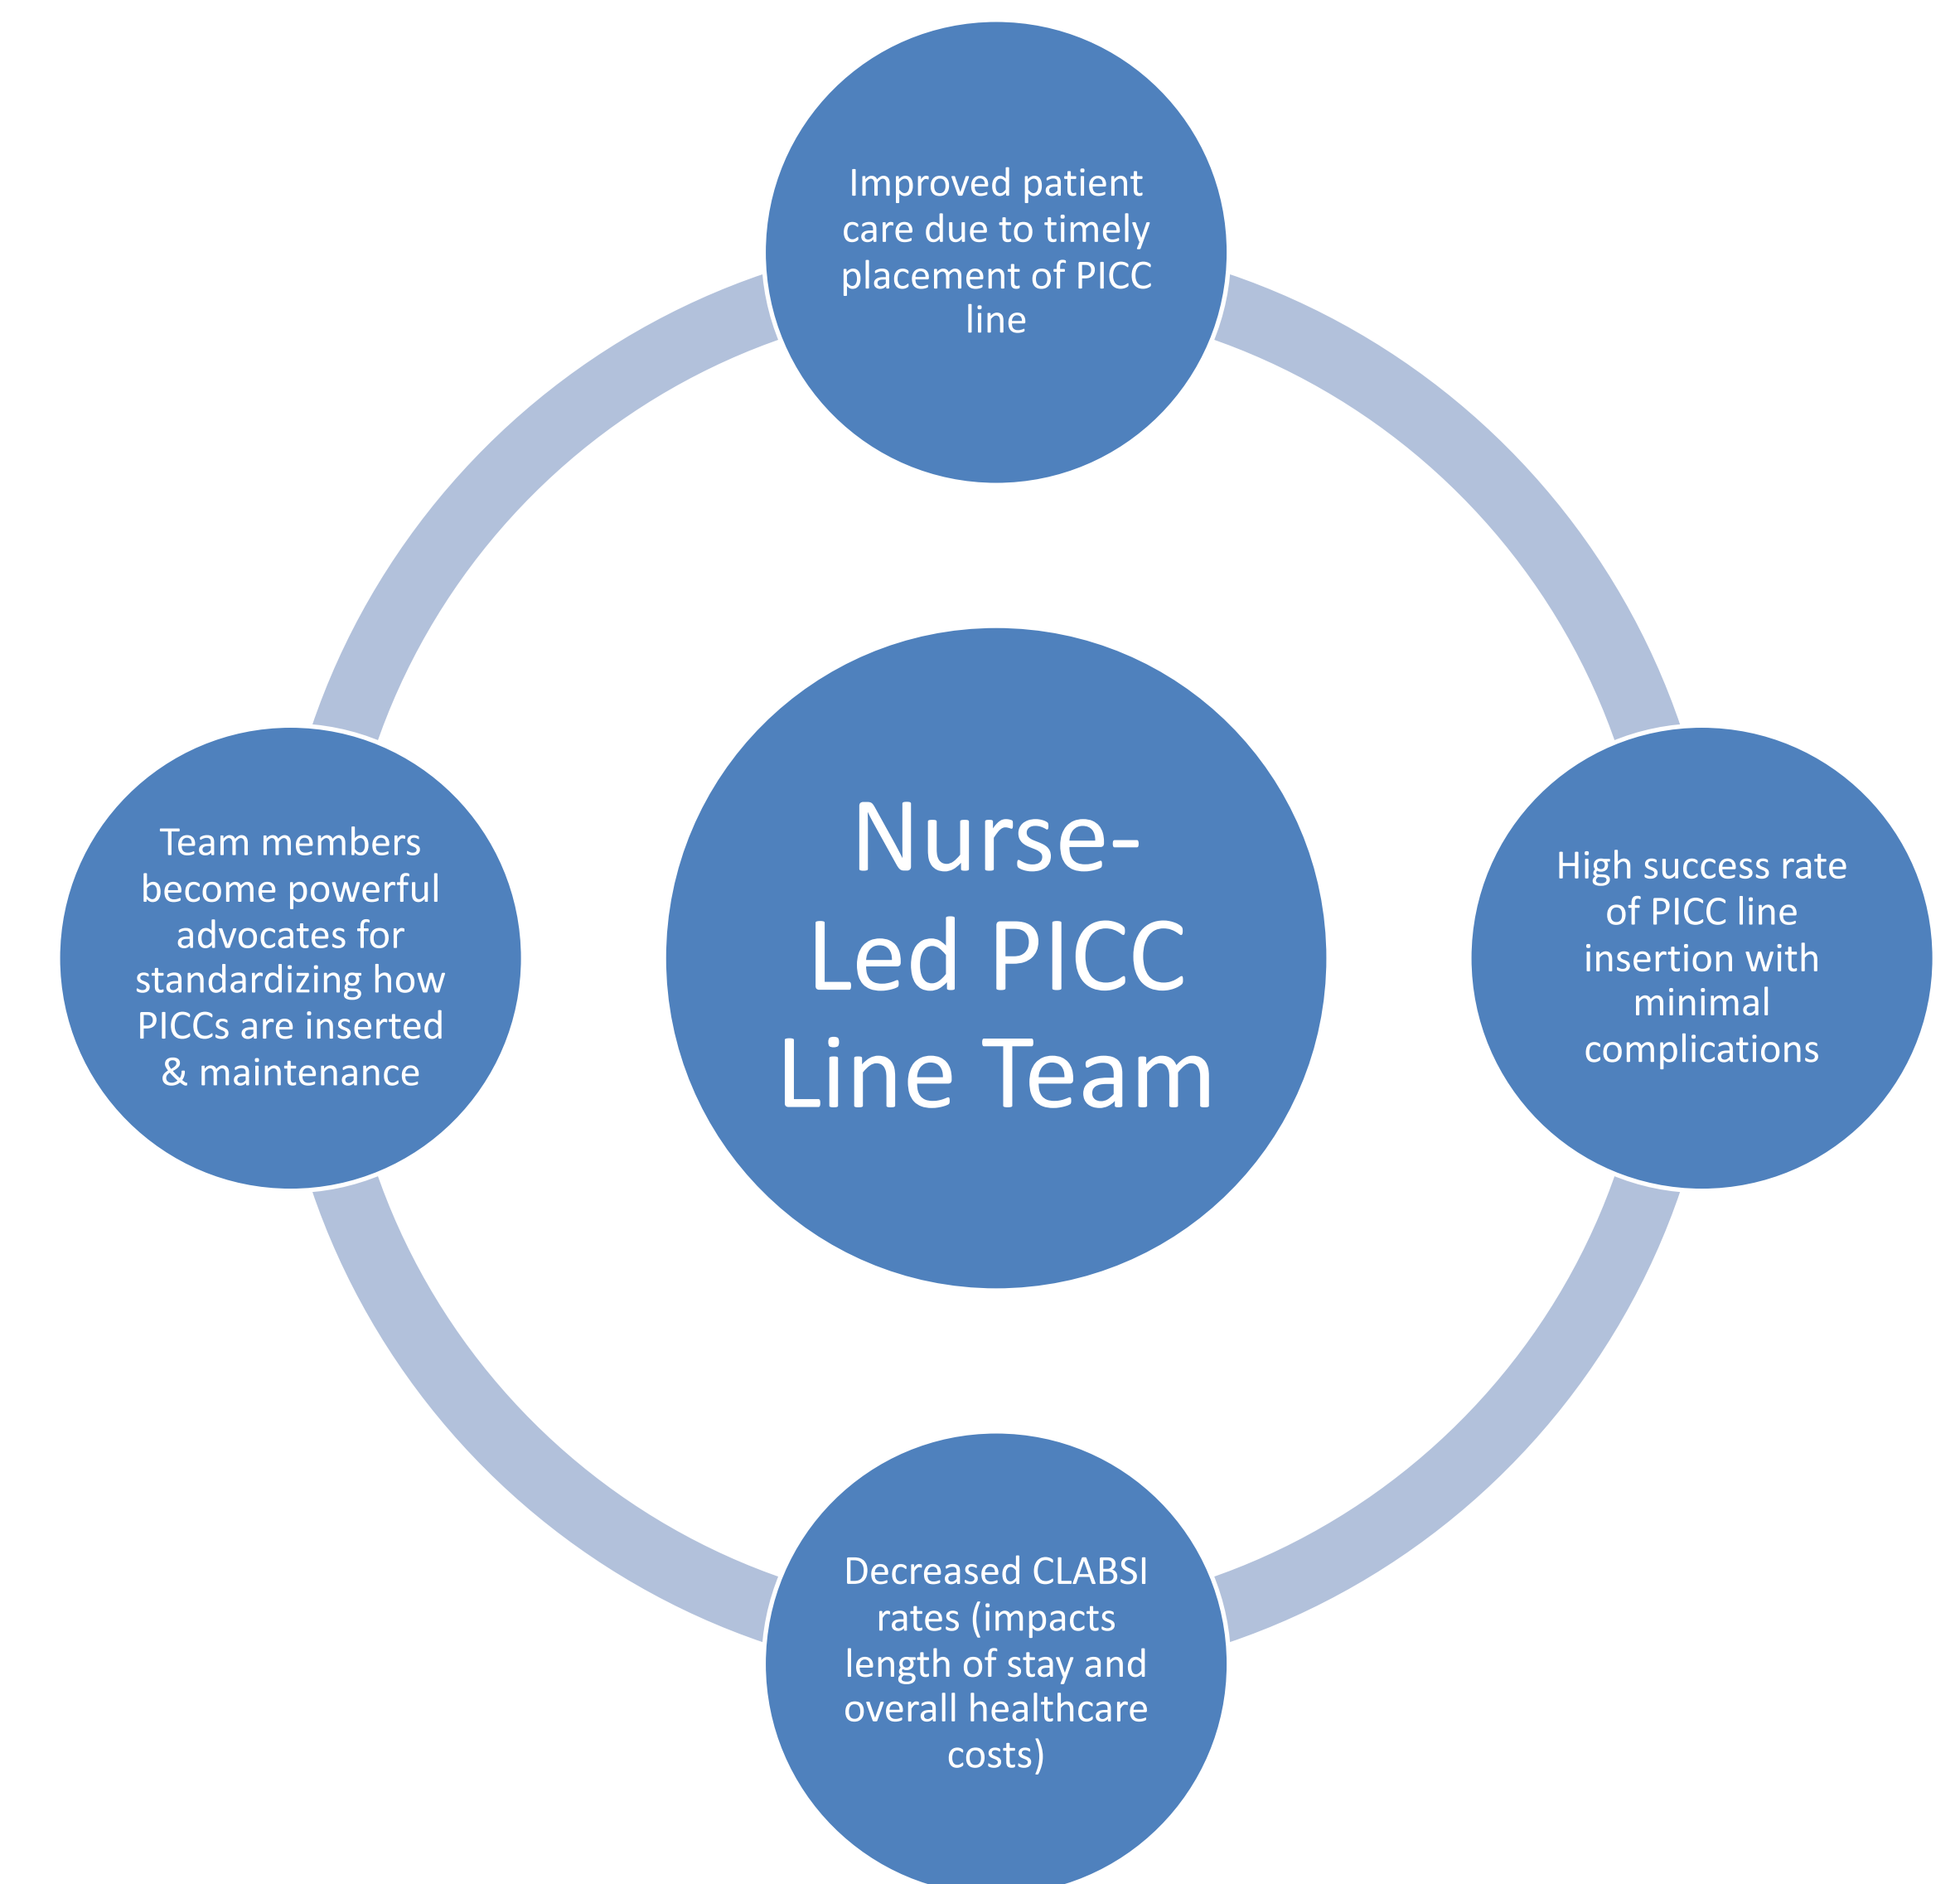 Improved patient
care due to timely
placement of PICC
line
Nurse-
Led PICC
Line Team
High success rate
of PICC line
insertion with
minimal
complications
Decreased CLABSI
rates (impacts
length of stay and
overall healthcare
costs)
Team members
become powerful
advocates for
standardizing how
PICCs are inserted
& maintenance